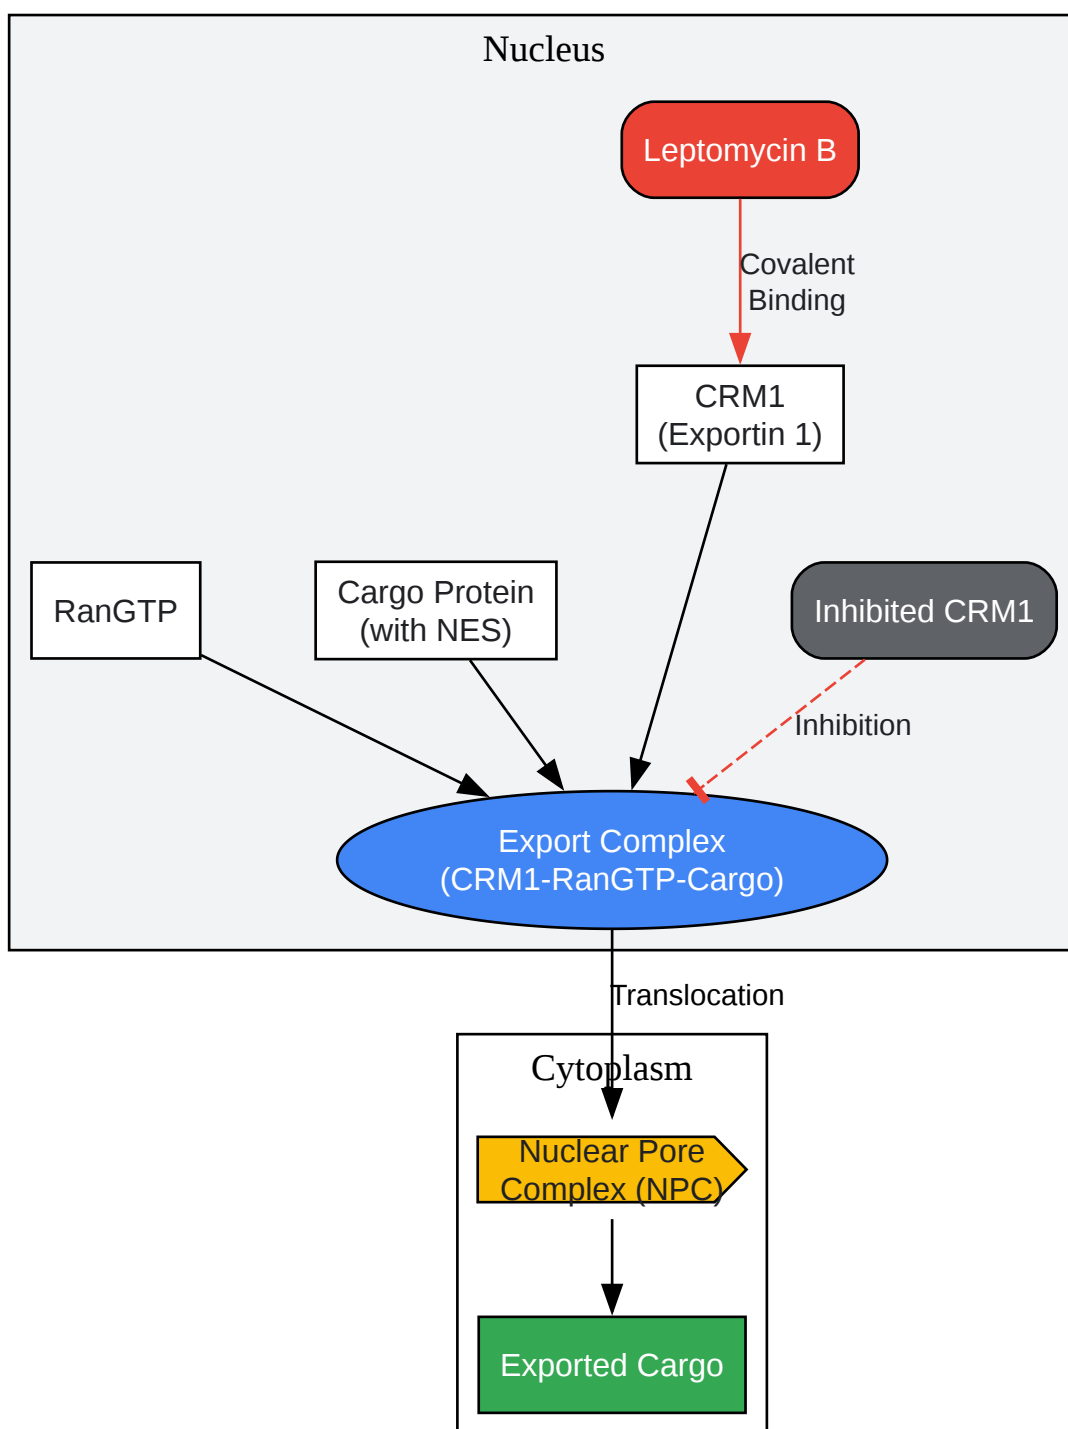 Nucleus
Leptomycin B
Covalent
Binding
CRM1
(Exportin 1)
RanGTP
Cargo Protein
(with NES)
Inhibited CRM1
Inhibition
Export Complex
(CRM1-RanGTP-Cargo)
Translocation
Cytoplasm
Nuclear Pore
Complex (NPC)
Exported Cargo